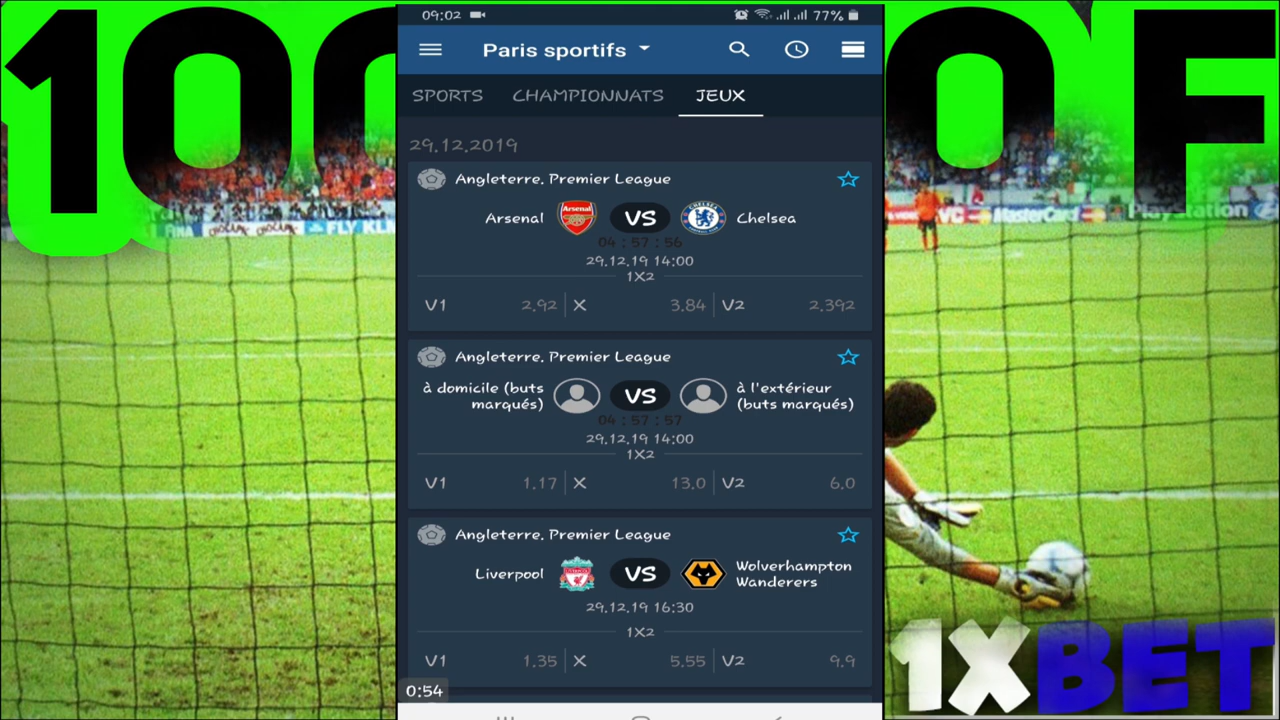 100
O F
09:02
77%
Paris sportifs
SPORTS CHAMPIONNATS JEUX
29.12.2019
Angleterre. Premier League
Arsenal VS Chelsea
04 : 57 : 56
29.12.19 14:00
1X2
V1 2.92 X 3.84 V2 2.392
Angleterre. Premier League
à domicile (buts marqués) VS à l'extérieur (buts marqués)
04 : 57 : 57
29.12.19 14:00
1X2
V1 1.17 X 13.0 V2 6.0
Angleterre. Premier League
Liverpool VS Wolverhampton Wanderers
29.12.19 16:30
1X2
V1 1.35 X 5.55 V2 9.9
0:54
MasterCard
PlayStation
1XBET